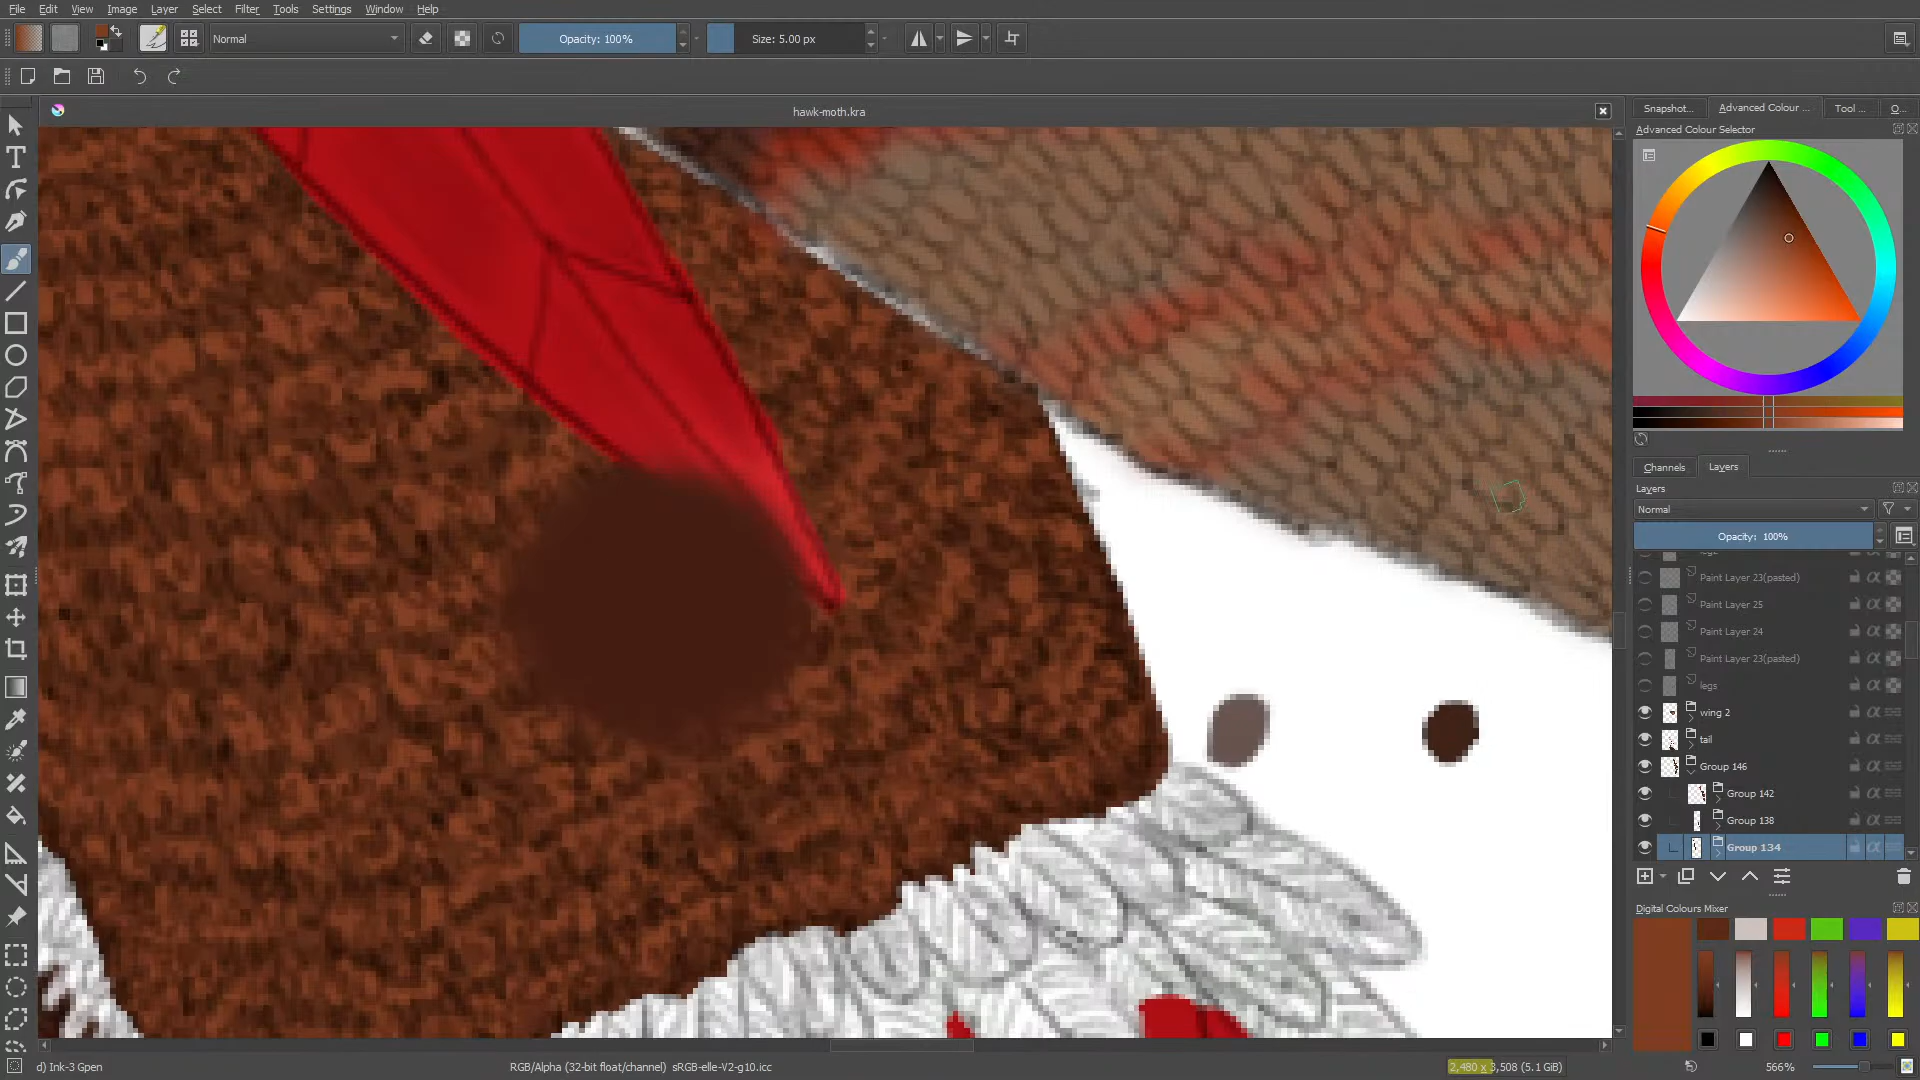 File Edit View Image Layer Select Filter Tools Settings Window Help
Normal Opacity: 100% Size: 5.00 px
hawk-moth.kra
Snapshot... Advanced Colour ... Tool ... O...
Advanced Colour Selector
Channels Layers
Layers
Normal
Opacity: 100%
Paint Layer 23(pasted)
Paint Layer 25
Paint Layer 24
Paint Layer 23(pasted)
legs
wing 2
tail
Group 146
Group 142
Group 138
Group 134
Digital Colours Mixer
d) Ink-3 Gpen RGB/Alpha (32-bit float/channel) sRGB-elle-V2-g10.icc 2,480 x 3,508 (5.1 GiB) 566%